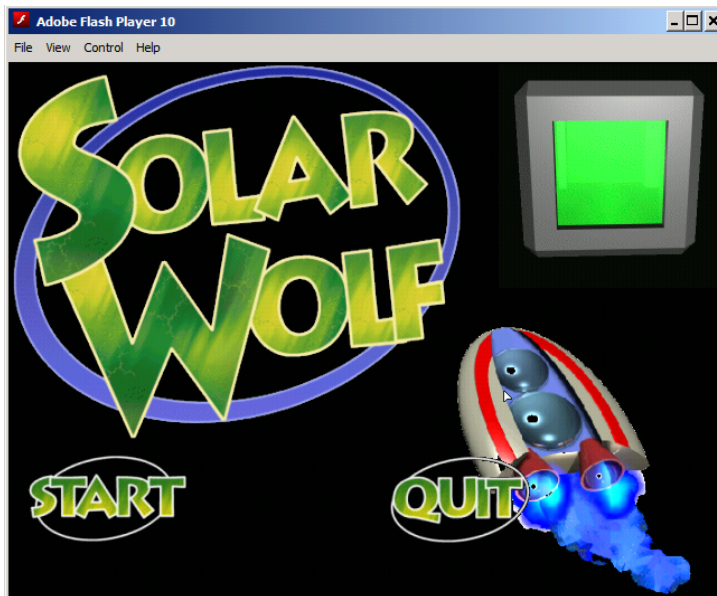 Adobe Flash Player 10
File View Control Help
SOLAR
WOLF
START
QUIT